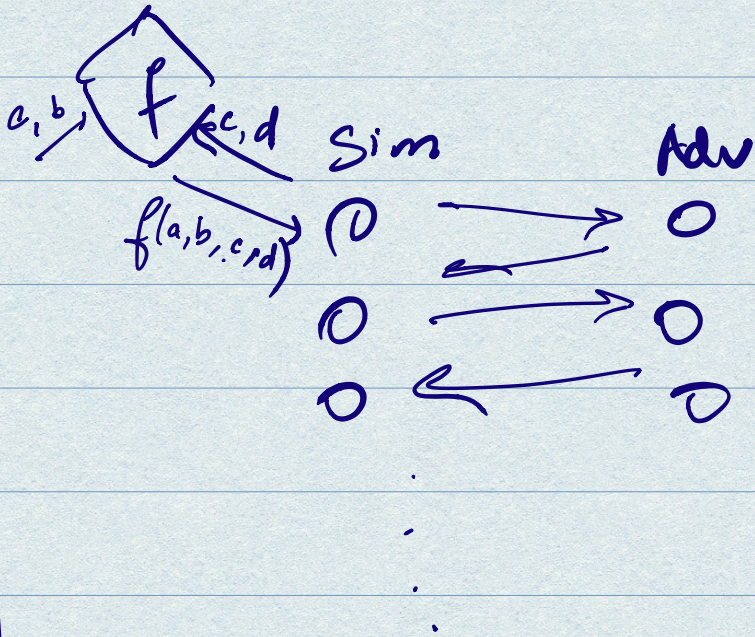 f
a, b
c, d
Sim
Adv
f(a, b, c, d)